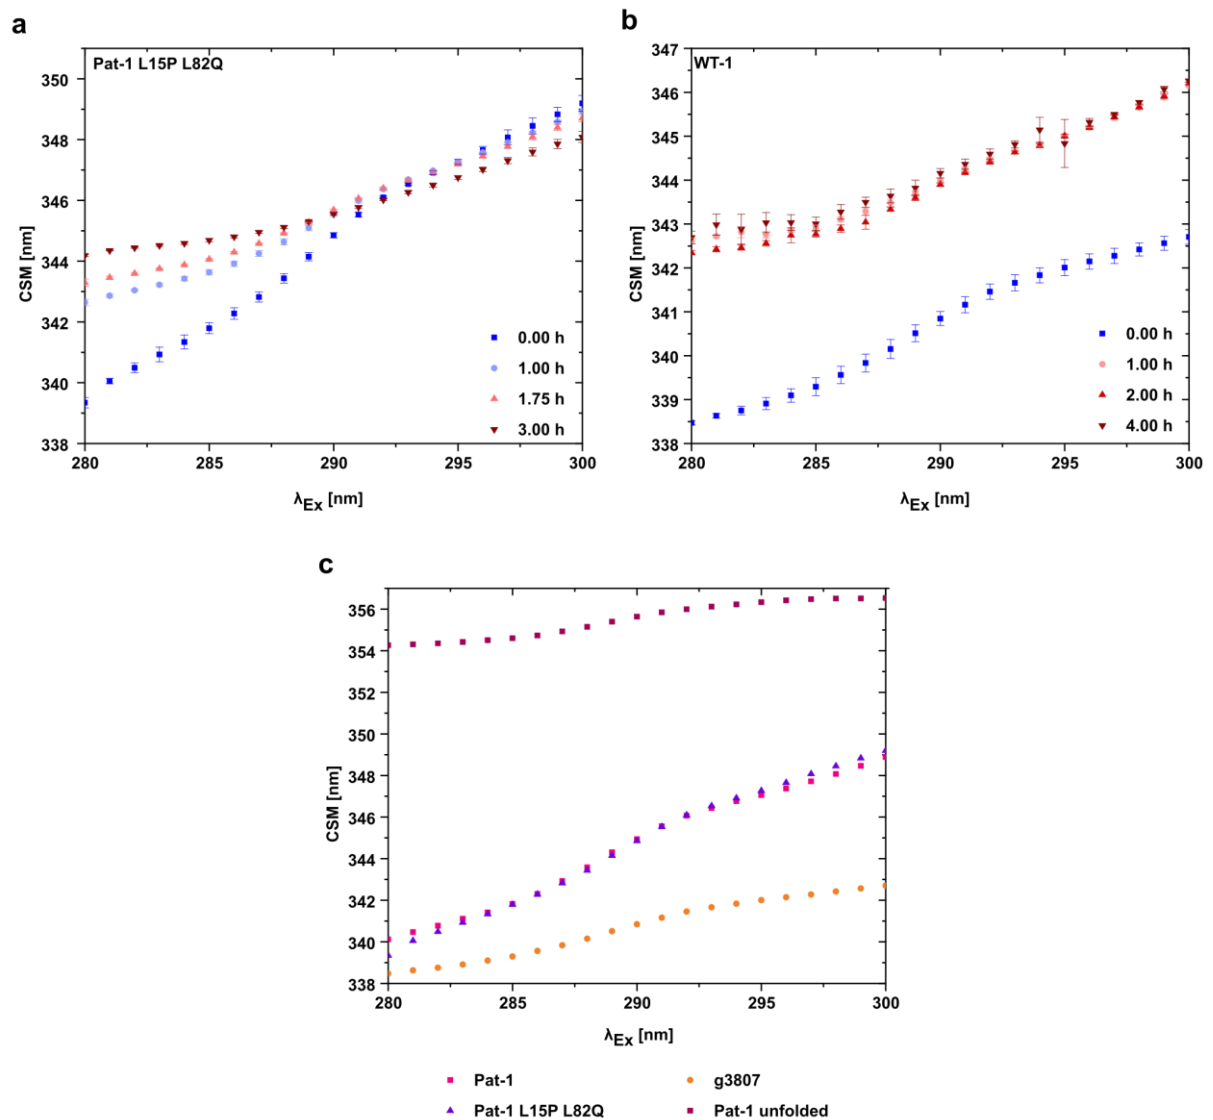 a
Pat-1 L15P L82Q
350
348
346
344
342
340
338
CSM [nm]
280
285
290
295
300
λEx [nm]
0.00 h
1.00 h
1.75 h
3.00 h
b
WT-1
347
346
345
344
343
342
341
340
339
338
CSM [nm]
280
285
290
295
300
λEx [nm]
0.00 h
1.00 h
2.00 h
4.00 h
c
356
354
352
350
348
346
344
342
340
338
CSM [nm]
280
285
290
295
300
λEx [nm]
Pat-1
g3807
Pat-1 L15P L82Q
Pat-1 unfolded